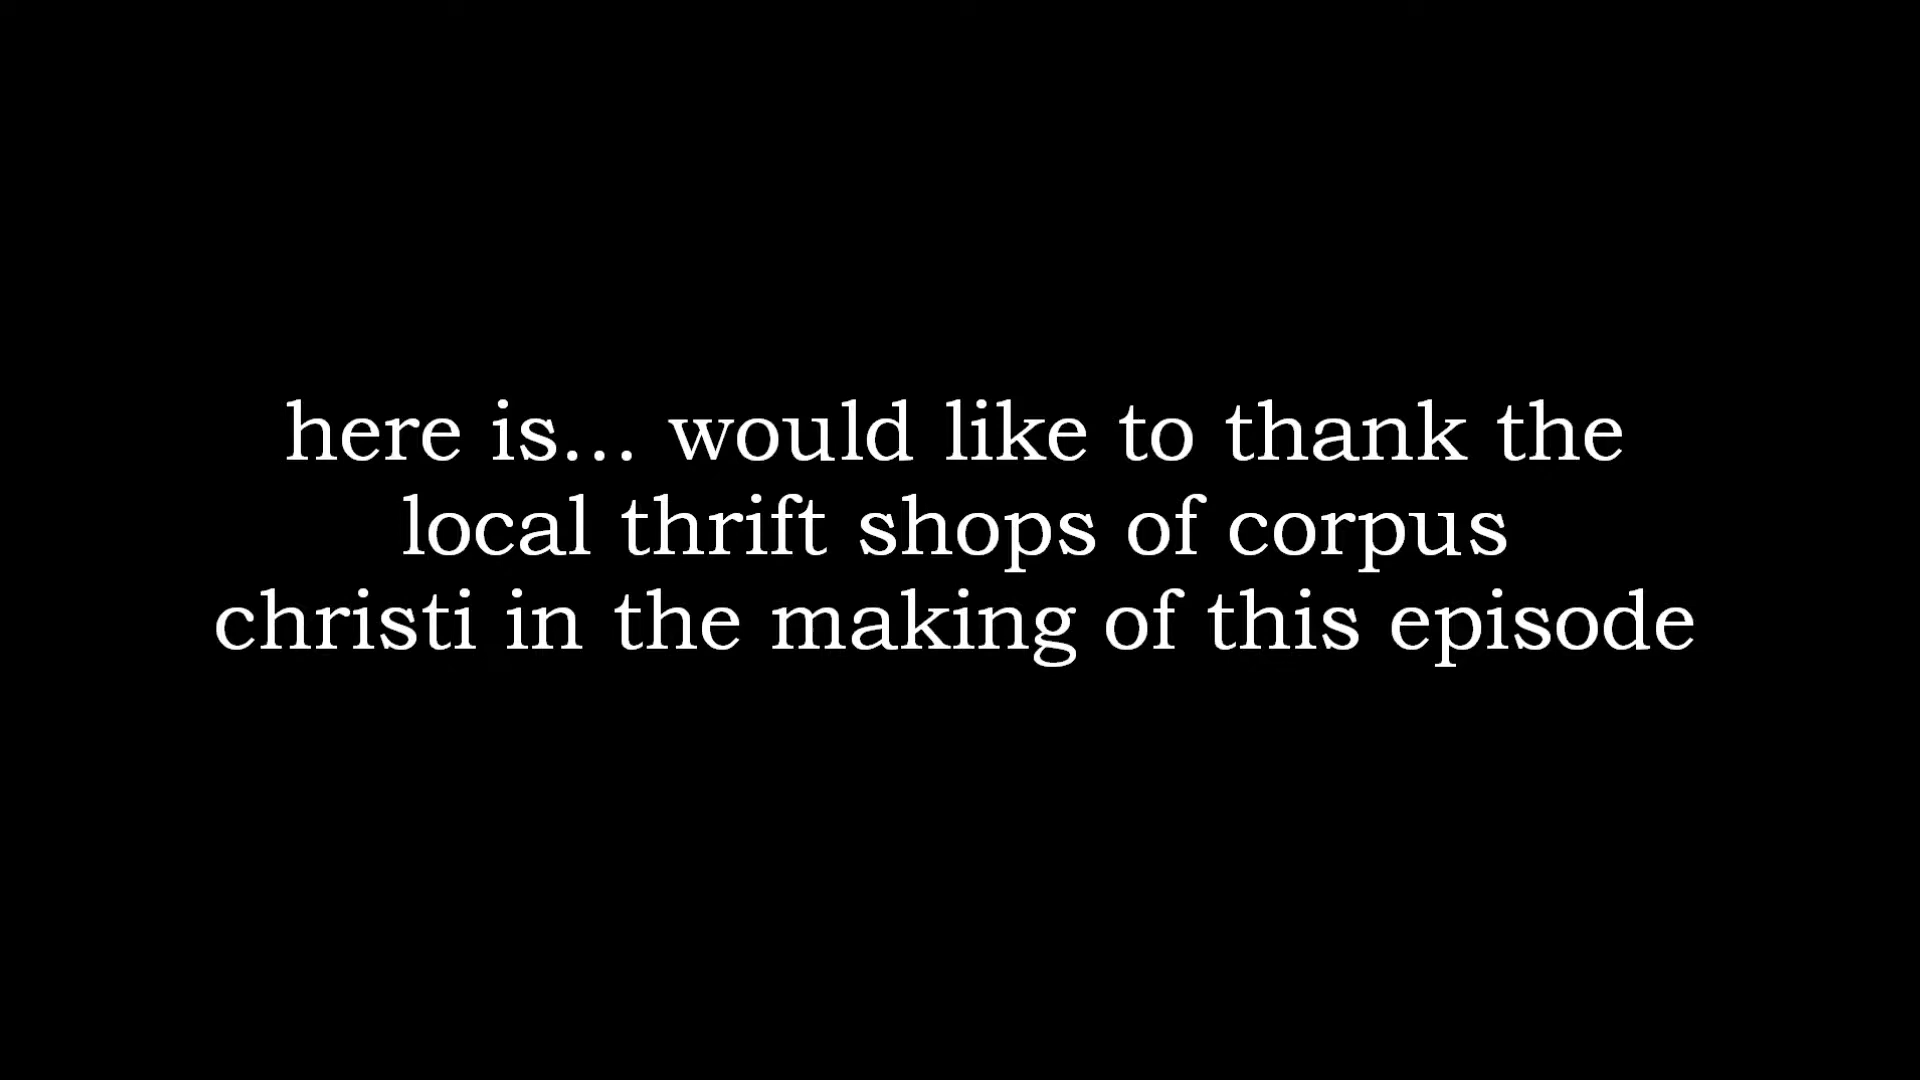 here is... would like to thank the
local thrift shops of corpus
christi in the making of this episode